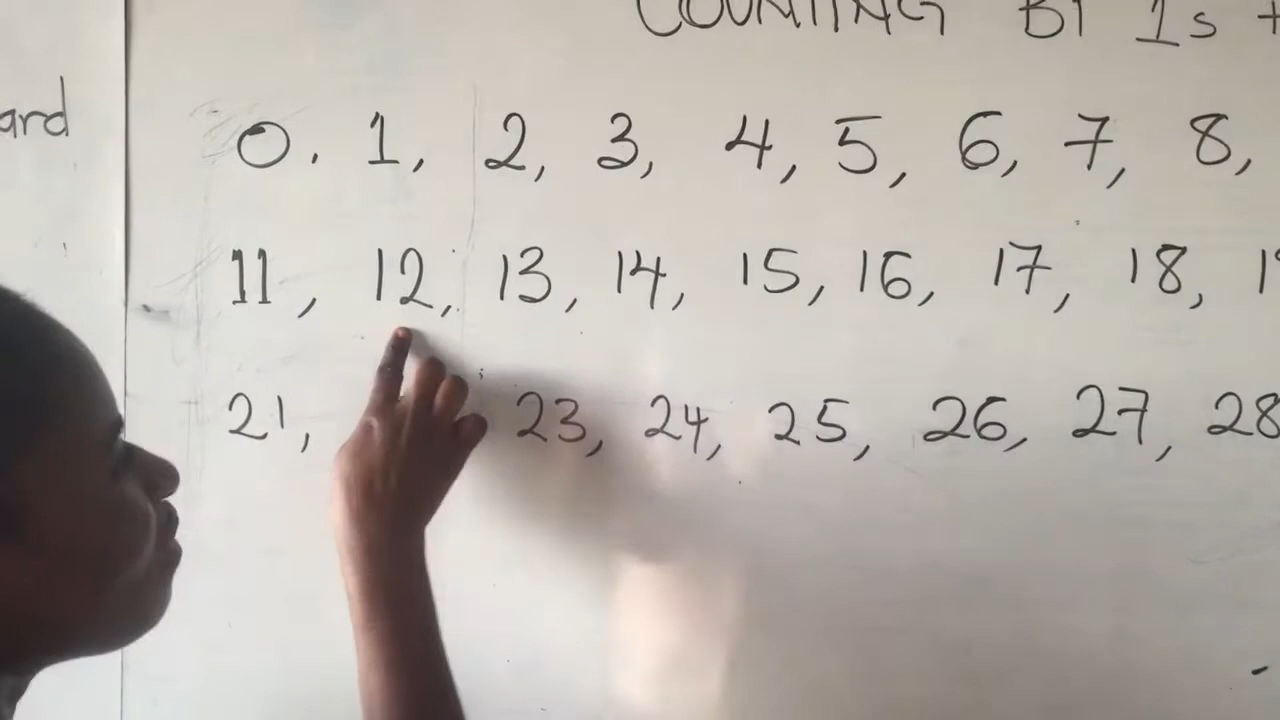 COUNTING BY 1s +
ard
0. 1, 2, 3, 4, 5, 6, 7, 8,
11, 12, 13, 14, 15, 16, 17, 18,
21, 23, 24, 25, 26, 27, 28